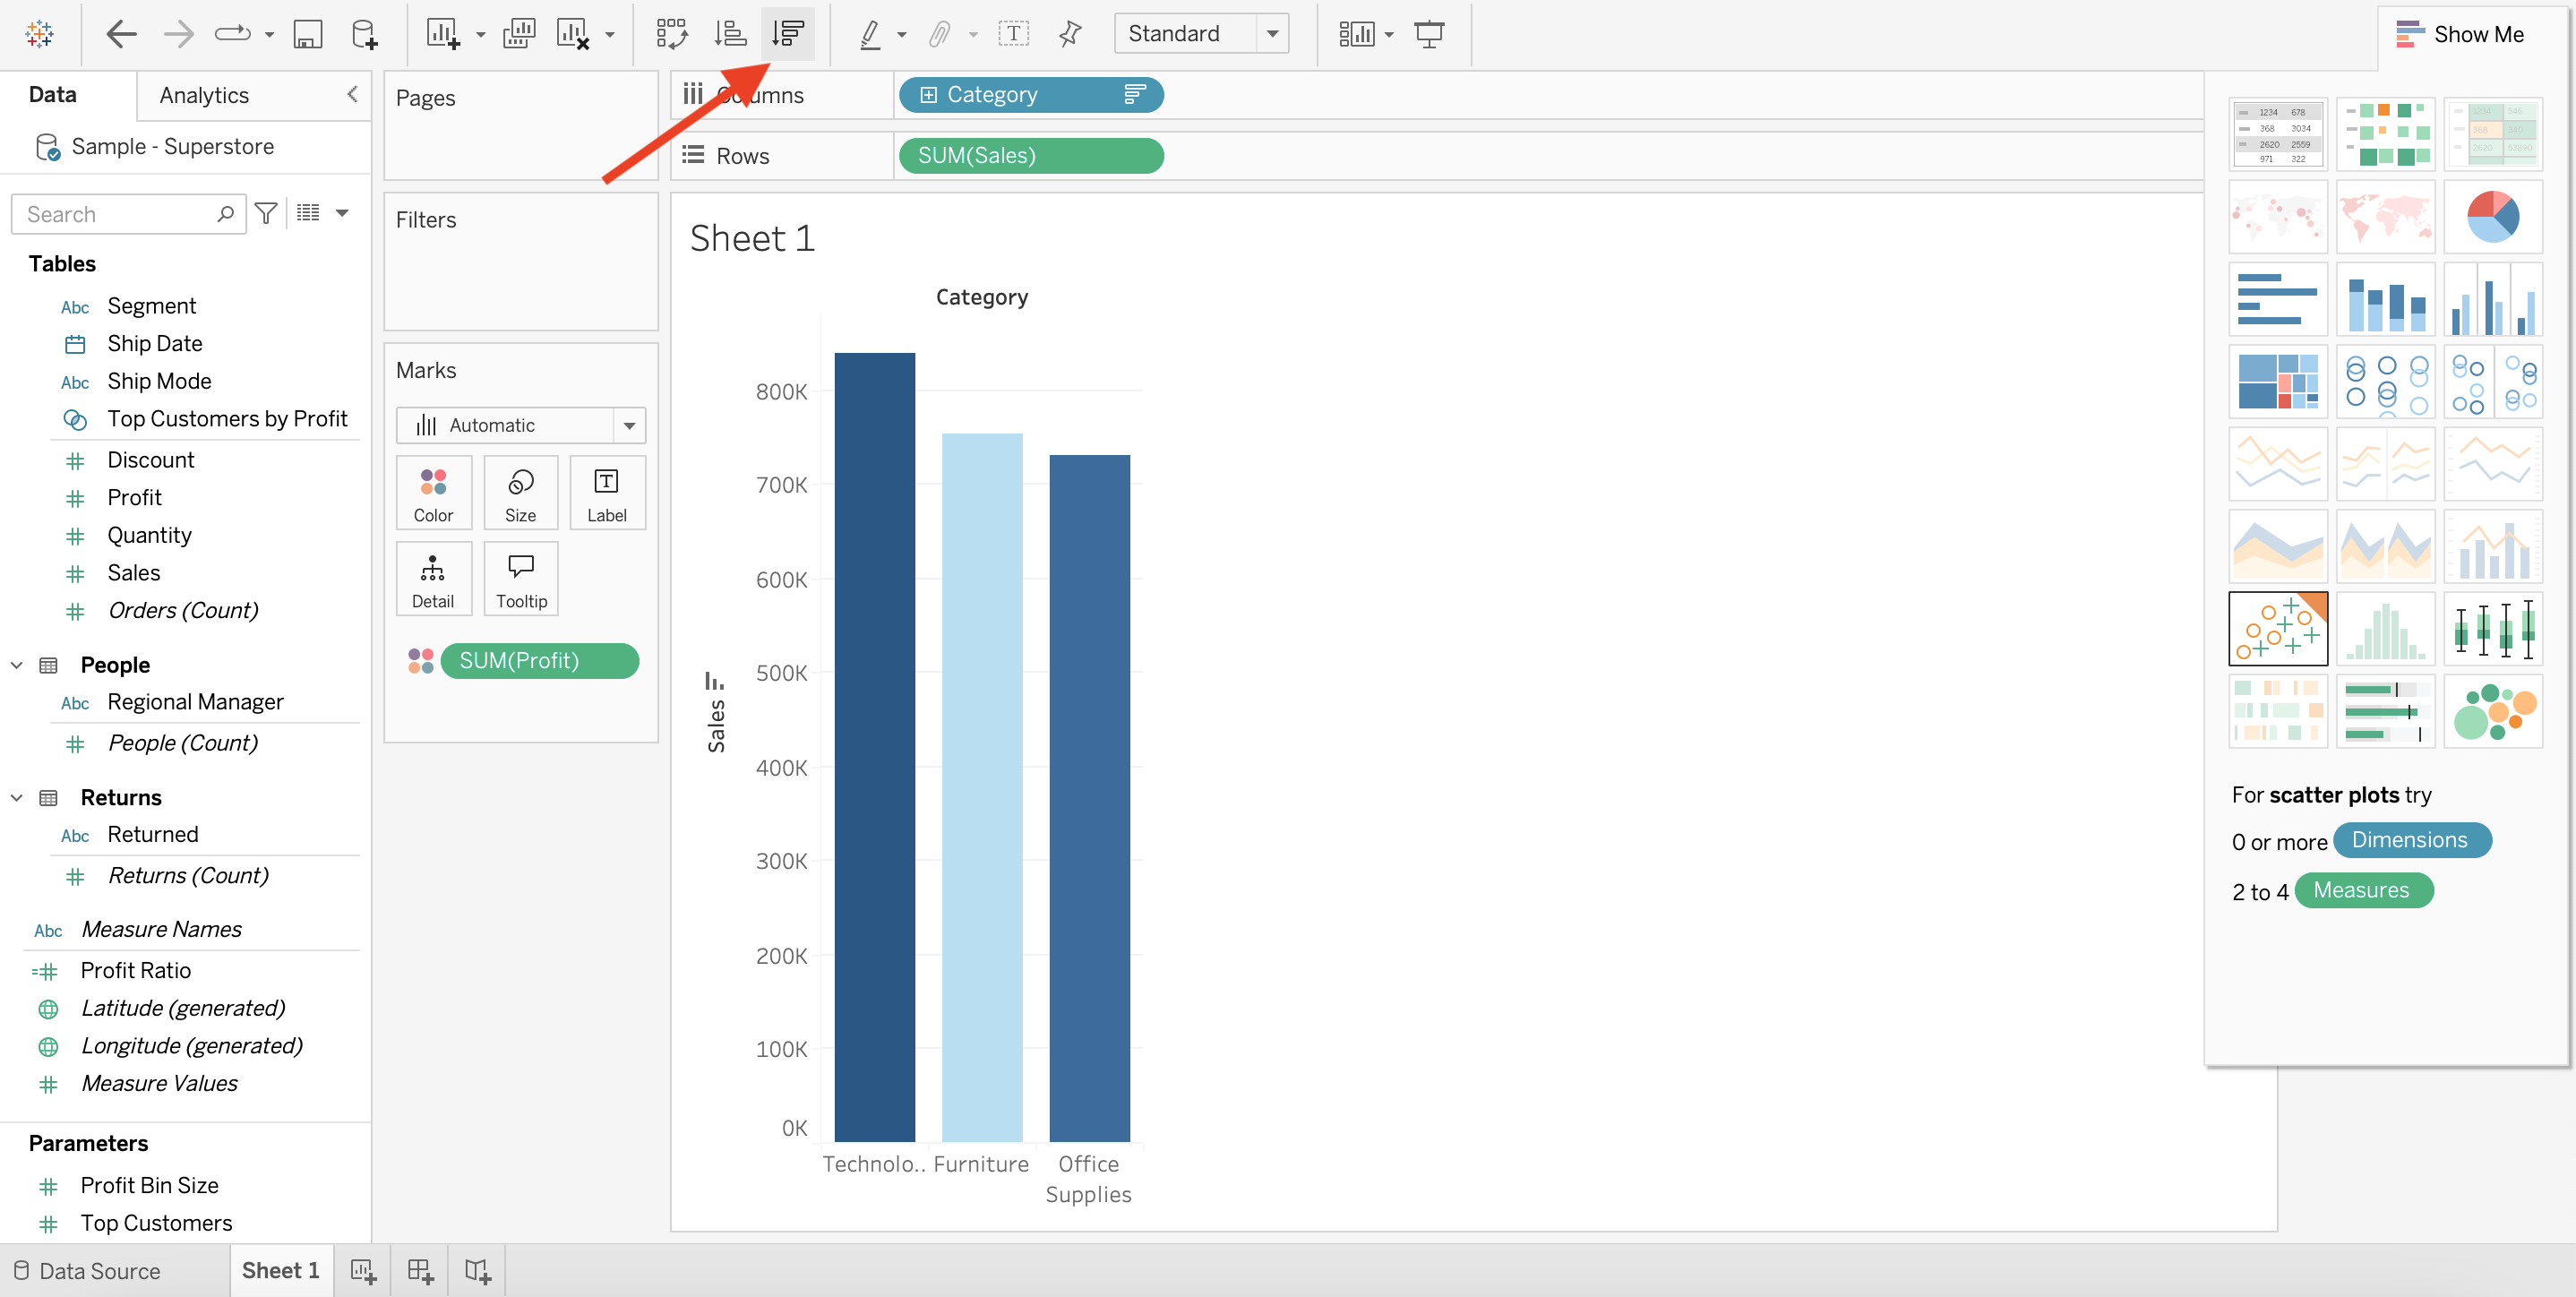 Standard
Show Me
Data
Analytics
Sample - Superstore
Search
Tables
Abc Segment
Ship Date
Abc Ship Mode
Top Customers by Profit
Discount
Profit
Quantity
Sales
Orders (Count)
People
Abc Regional Manager
People (Count)
Returns
Abc Returned
Returns (Count)
Abc Measure Names
Profit Ratio
Latitude (generated)
Longitude (generated)
Measure Values
Parameters
Profit Bin Size
Top Customers
Pages
Filters
Marks
Automatic
Color Size Label
Detail Tooltip
SUM(Profit)
Category
Rows SUM(Sales)
Sheet 1
Category
800K
700K
600K
500K
400K
300K
200K
100K
0K
Sales
Technolo.. Furniture Office
Supplies
1234 678
368 3034
2620 2559
971 322
For scatter plots try
0 or more Dimensions
2 to 4 Measures
Data Source
Sheet 1